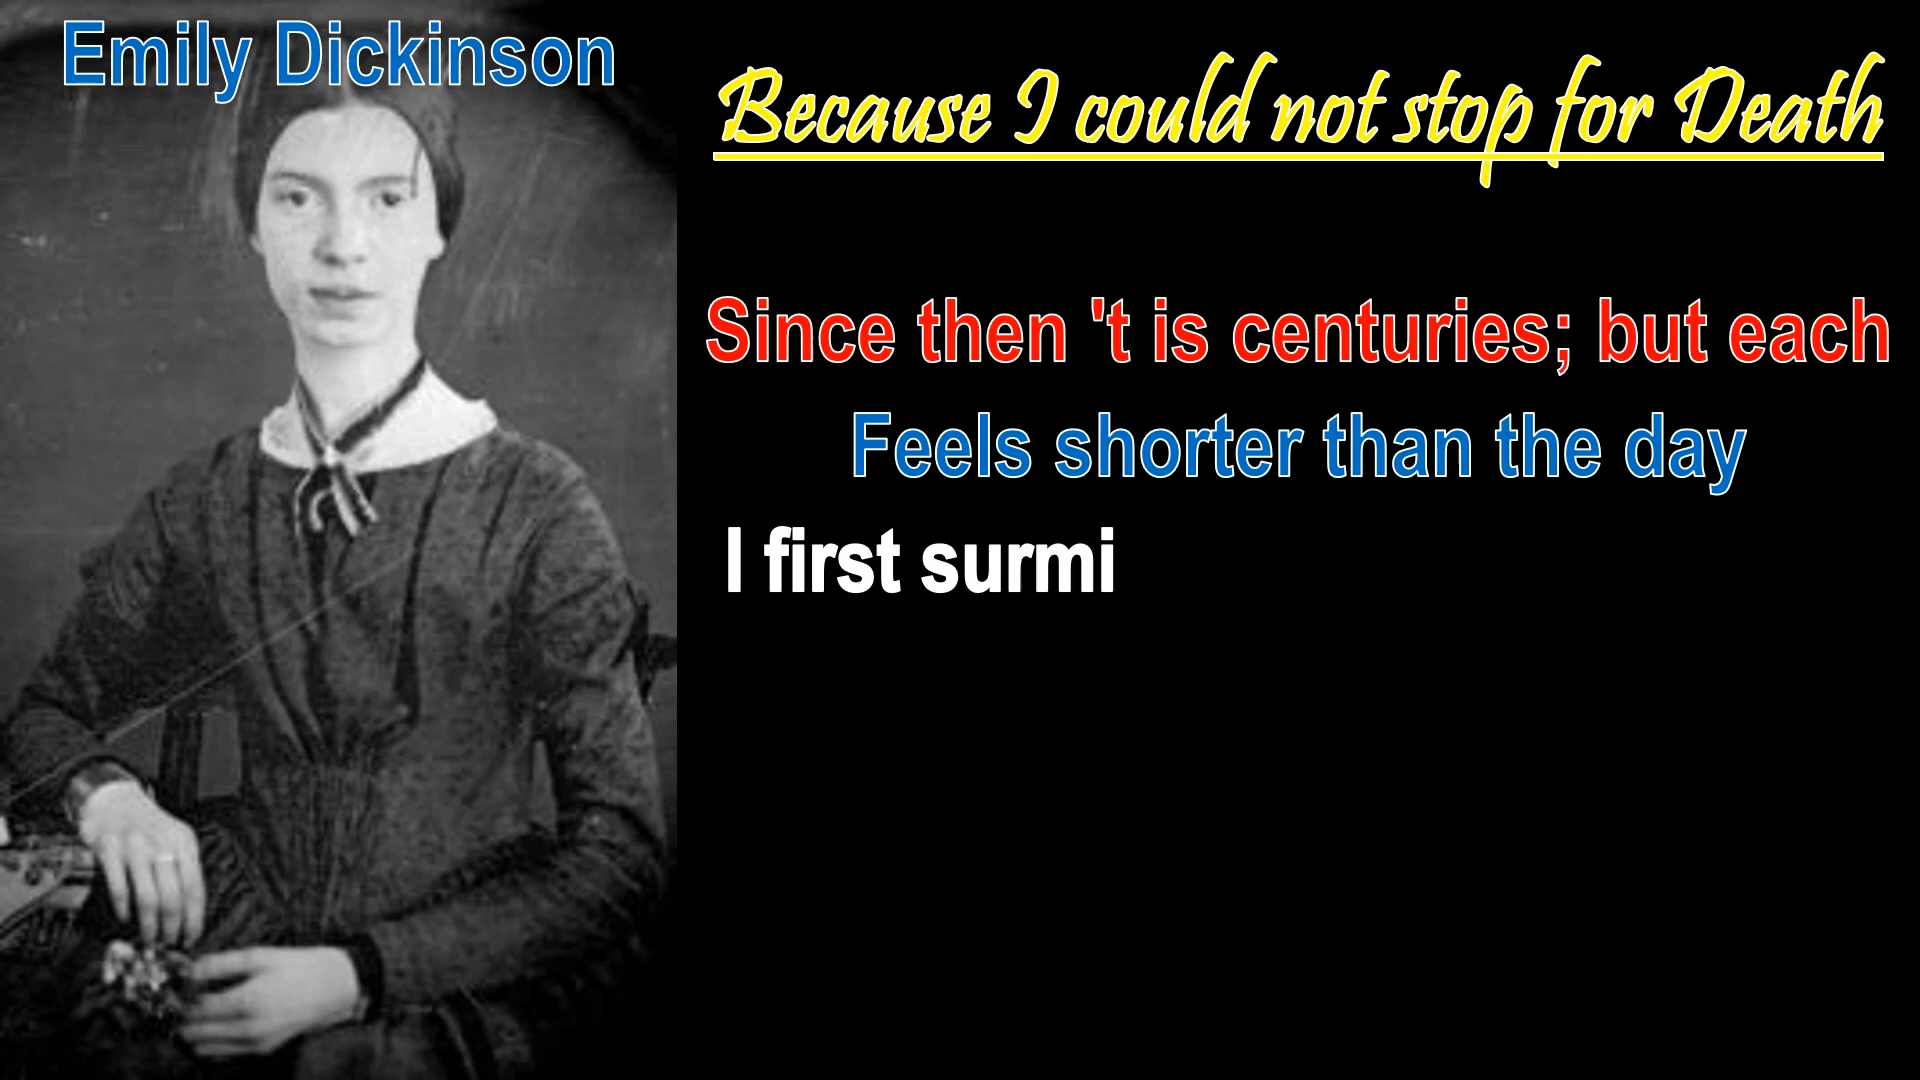 Emily Dickinson
Because I could not stop for Death
Since then 't is centuries; but each
Feels shorter than the day
I first surmi